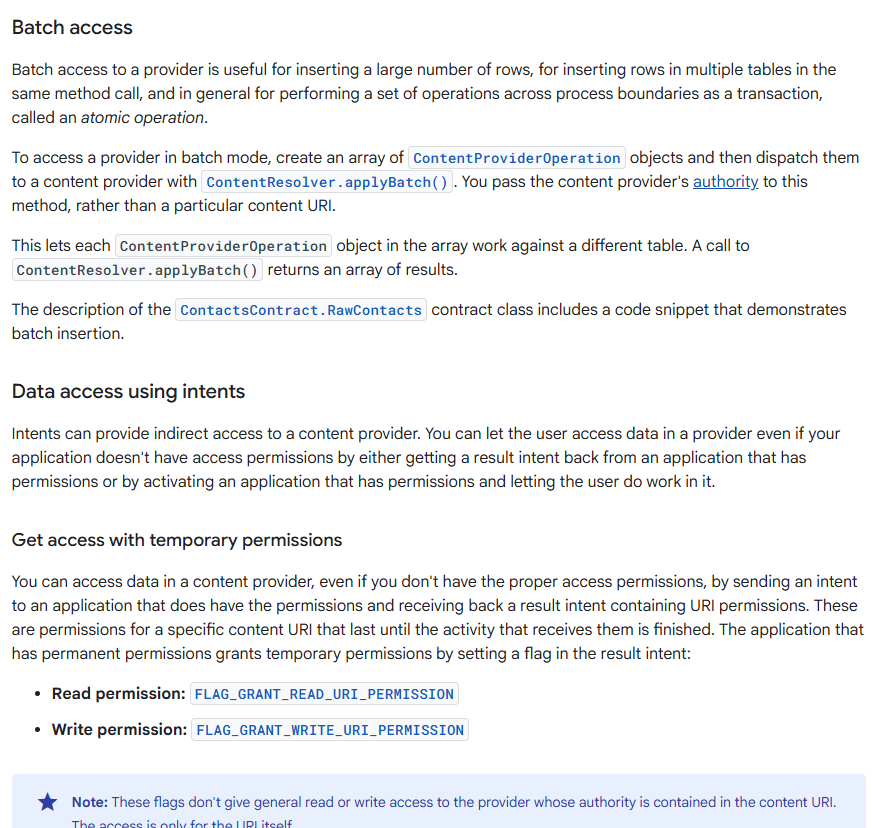 Batch access
Batch access to a provider is useful for inserting a large number of rows, for inserting rows in multiple tables in the
same method call, and in general for performing a set of operations across process boundaries as a transaction,
called an atomic operation.
To access a provider in batch mode, create an array of ContentProviderOperation objects and then dispatch them
to a content provider with ContentResolver.applyBatch(). You pass the content provider's authority to this
method, rather than a particular content URI.
This lets each ContentProviderOperation object in the array work against a different table. A call to
ContentResolver.applyBatch() returns an array of results.
The description of the ContactsContract.RawContacts contract class includes a code snippet that demonstrates
batch insertion.
Data access using intents
Intents can provide indirect access to a content provider. You can let the user access data in a provider even if your
application doesn't have access permissions by either getting a result intent back from an application that has
permissions or by activating an application that has permissions and letting the user do work in it.
Get access with temporary permissions
You can access data in a content provider, even if you don't have the proper access permissions, by sending an intent
to an application that does have the permissions and receiving back a result intent containing URI permissions. These
are permissions for a specific content URI that last until the activity that receives them is finished. The application that
has permanent permissions grants temporary permissions by setting a flag in the result intent:
• Read permission: FLAG_GRANT_READ_URI_PERMISSION
• Write permission: FLAG_GRANT_WRITE_URI_PERMISSION
Note: These flags don't give general read or write access to the provider whose authority is contained in the content URI.
The access is only for the URI itself